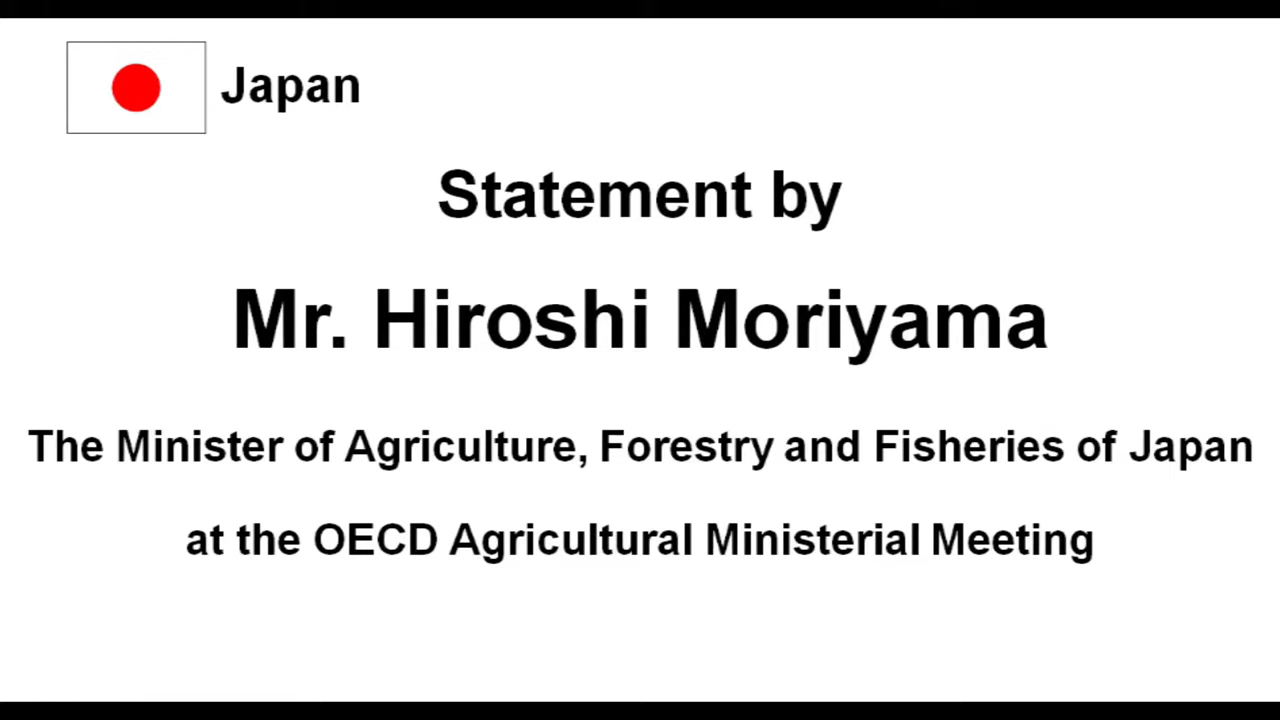 Japan
Statement by
Mr. Hiroshi Moriyama
The Minister of Agriculture, Forestry and Fisheries of Japan
at the OECD Agricultural Ministerial Meeting